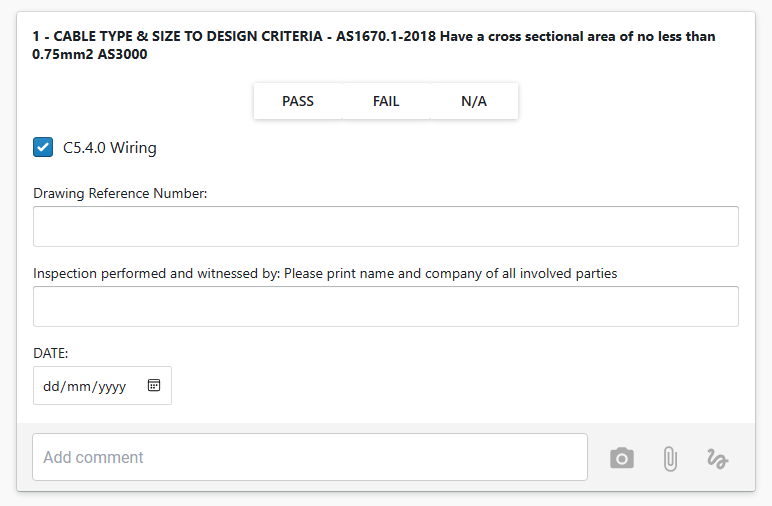 1 - CABLE TYPE & SIZE TO DESIGN CRITERIA - AS1670.1-2018 Have a cross sectional area of no less than
0.75mm2 AS3000
PASS FAIL N/A
C5.4.0 Wiring
Drawing Reference Number:
Inspection performed and witnessed by: Please print name and company of all involved parties
DATE:
dd/mm/yyyy
Add comment